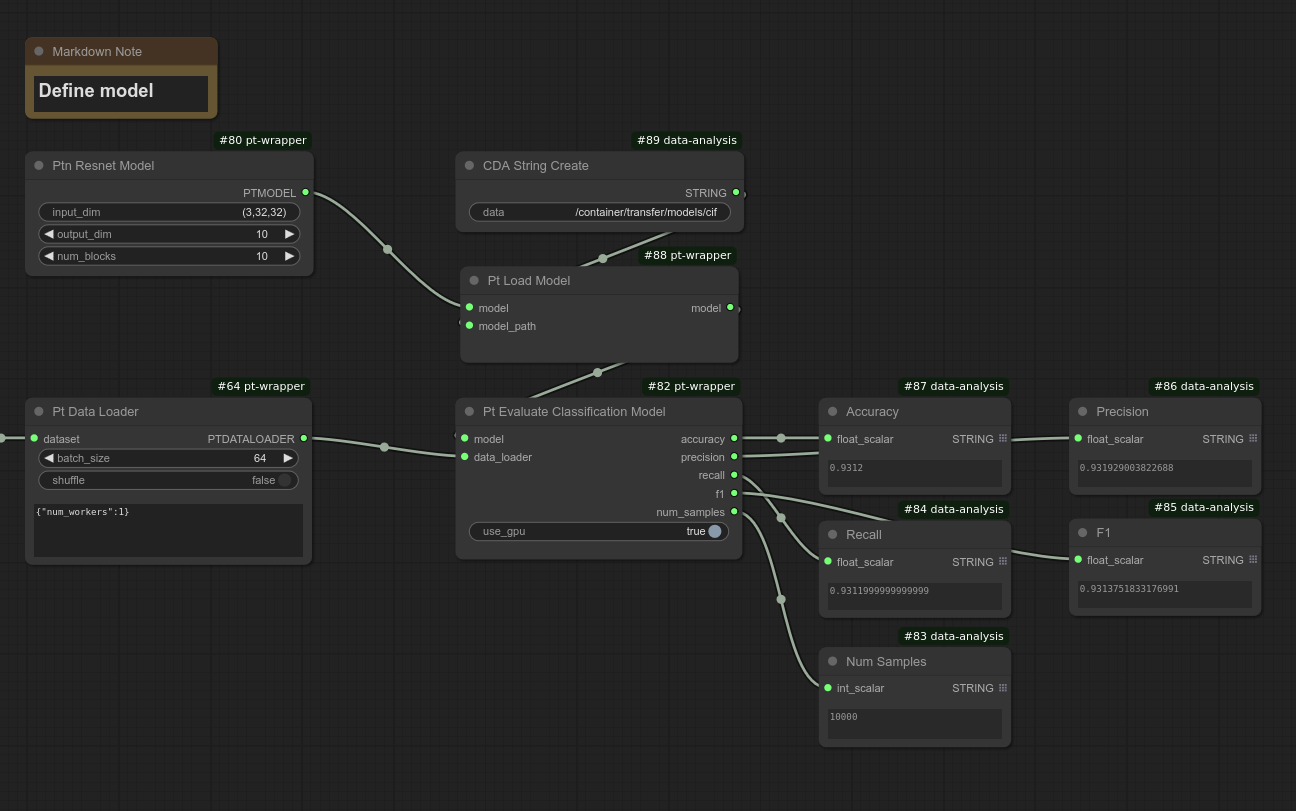 Markdown Note
Define model
#80 pt-wrapper
Ptn Resnet Model
PTMODEL
input_dim (3,32,32)
output_dim 10
num_blocks 10
#89 data-analysis
CDA String Create
STRING
data /container/transfer/models/cif
#88 pt-wrapper
Pt Load Model
model model
model_path
#64 pt-wrapper
Pt Data Loader
dataset PTDATALOADER
batch_size 64
shuffle false
{"num_workers":1}
#82 pt-wrapper
Pt Evaluate Classification Model
model accuracy
data_loader precision
recall
f1
num_samples
use_gpu true
#87 data-analysis
Accuracy
float_scalar STRING
0.9312
#86 data-analysis
Precision
float_scalar STRING
0.931929003822688
#84 data-analysis
Recall
float_scalar STRING
0.9311999999999999
#85 data-analysis
F1
float_scalar STRING
0.9313751833176991
#83 data-analysis
Num Samples
int_scalar STRING
10000